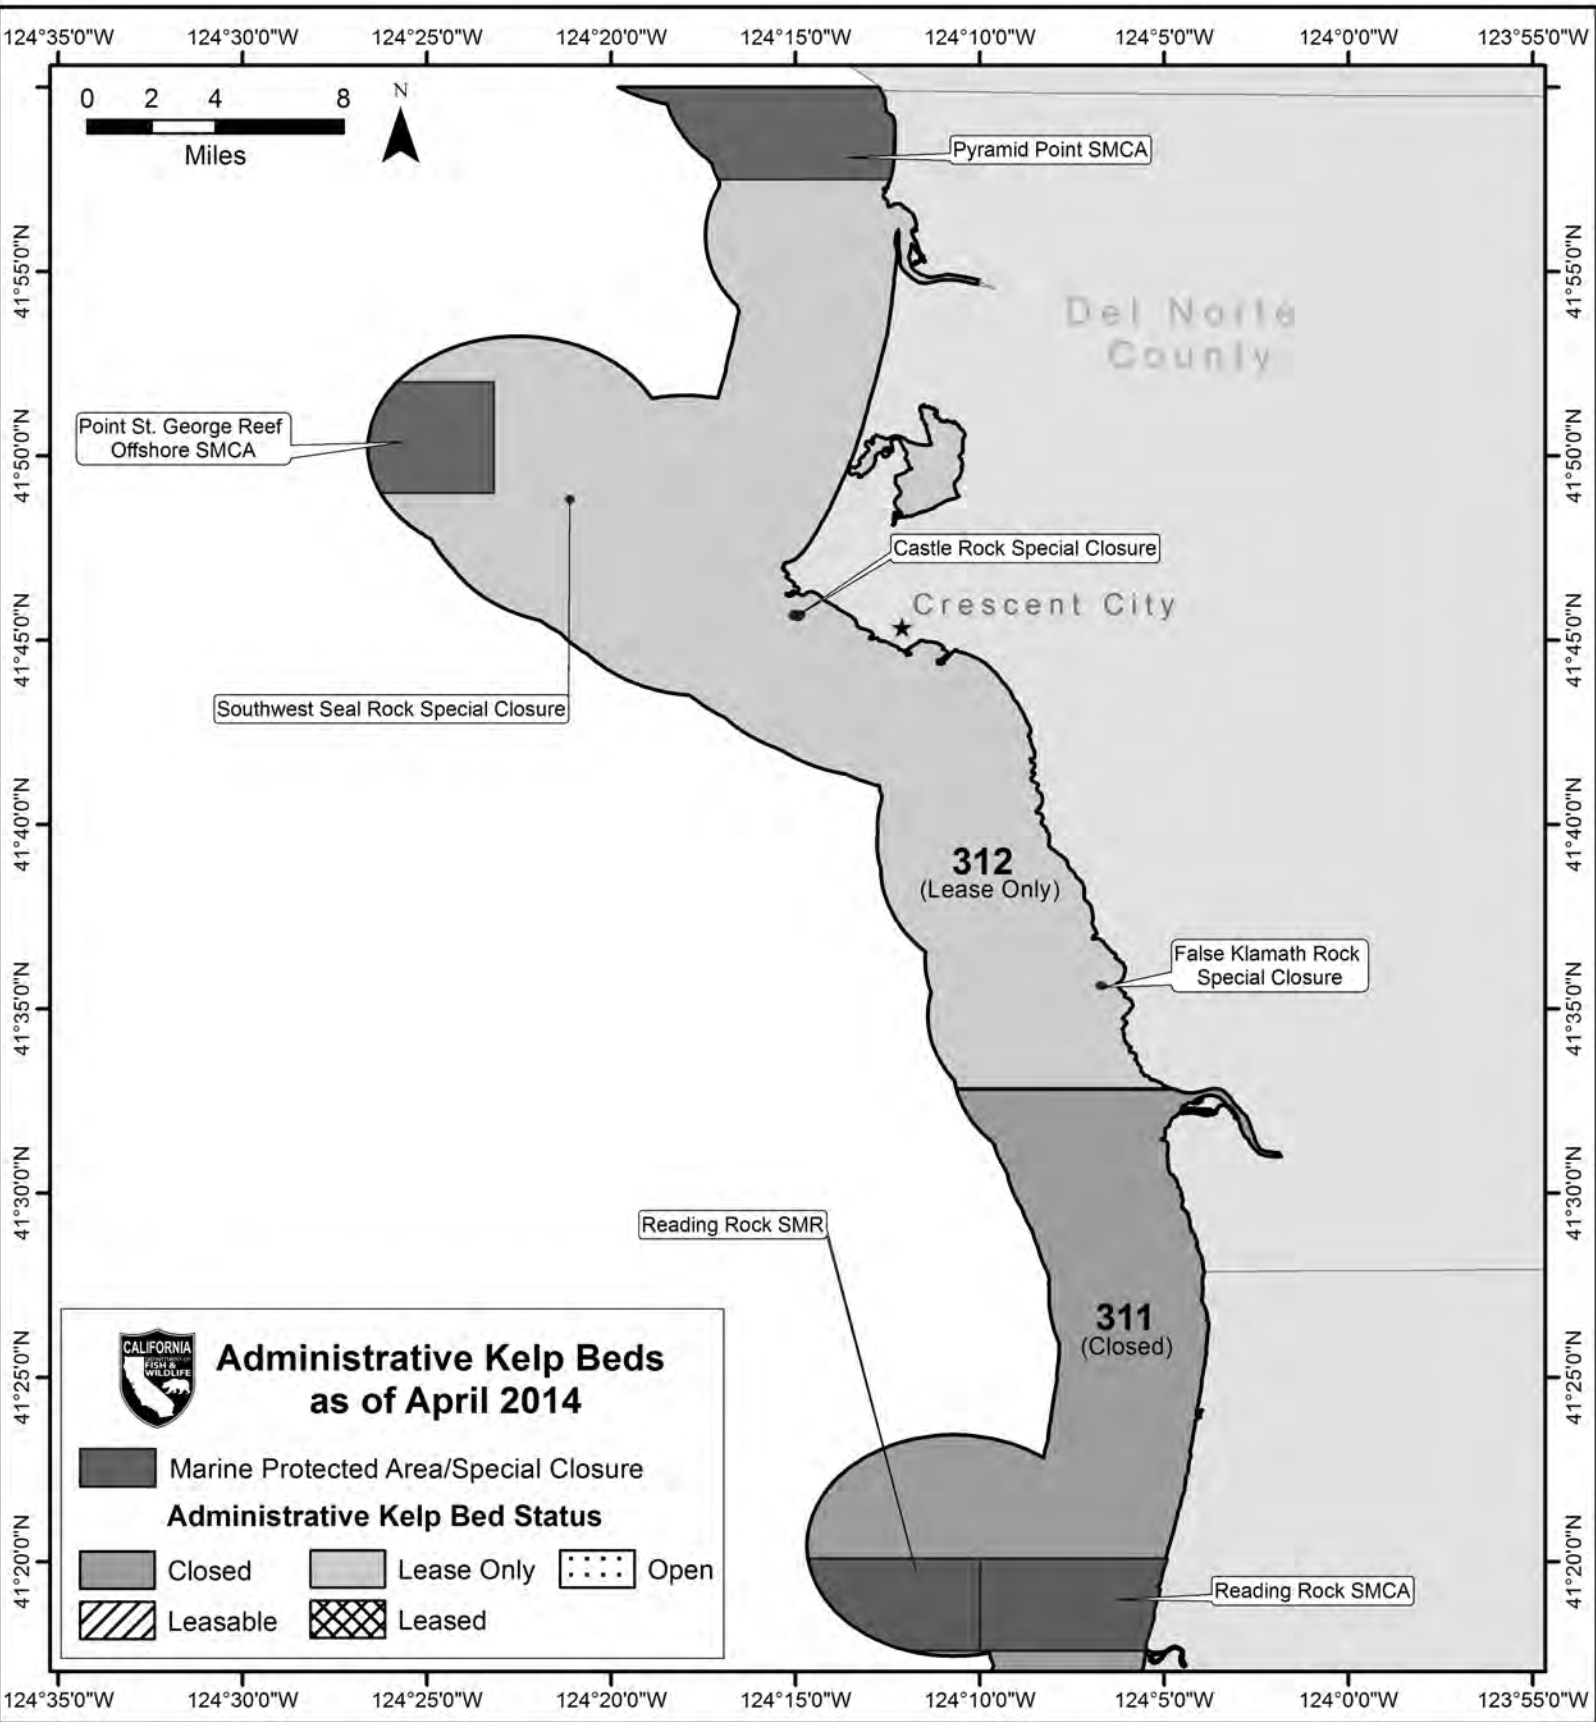 124°35'0"W 124°30'0"W 124°25'0"W 124°20'0"W 124°15'0"W 124°10'0"W 124°5'0"W 124°0'0"W 123°55'0"W
0 2 4 8
Miles
N
Pyramid Point SMCA
41°55'0"N
41°55'0"N
Del Norte
County
Point St. George Reef
Offshore SMCA
41°50'0"N
41°50'0"N
Castle Rock Special Closure
Crescent City
41°45'0"N
41°45'0"N
Southwest Seal Rock Special Closure
41°40'0"N
41°40'0"N
312
(Lease Only)
False Klamath Rock
Special Closure
41°35'0"N
41°35'0"N
41°30'0"N
41°30'0"N
Reading Rock SMR
311
(Closed)
41°25'0"N
41°25'0"N
CALIFORNIA
DEPARTMENT OF
FISH &
WILDLIFE
Administrative Kelp Beds
as of April 2014
Marine Protected Area/Special Closure
Administrative Kelp Bed Status
Closed Lease Only Open
Leasable Leased
41°20'0"N
41°20'0"N
Reading Rock SMCA
124°35'0"W 124°30'0"W 124°25'0"W 124°20'0"W 124°15'0"W 124°10'0"W 124°5'0"W 124°0'0"W 123°55'0"W